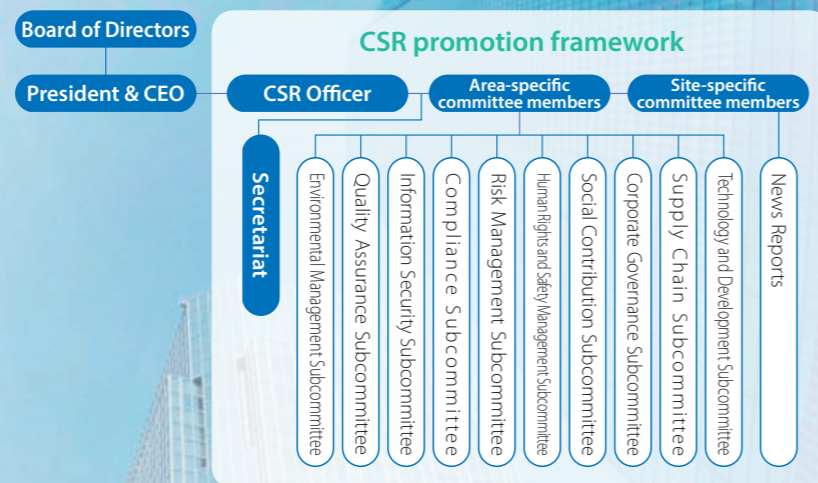 Board of Directors
CSR promotion framework
President & CEO
CSR Officer
Area-specific
committee members
Site-specific
committee members
Secretariat
Environmental Management Subcommittee
Quality Assurance Subcommittee
Information Security Subcommittee
Compliance Subcommittee
Risk Management Subcommittee
Human Rights and Safety Management Subcommittee
Social Contribution Subcommittee
Corporate Governance Subcommittee
Supply Chain Subcommittee
Technology and Development Subcommittee
News Reports